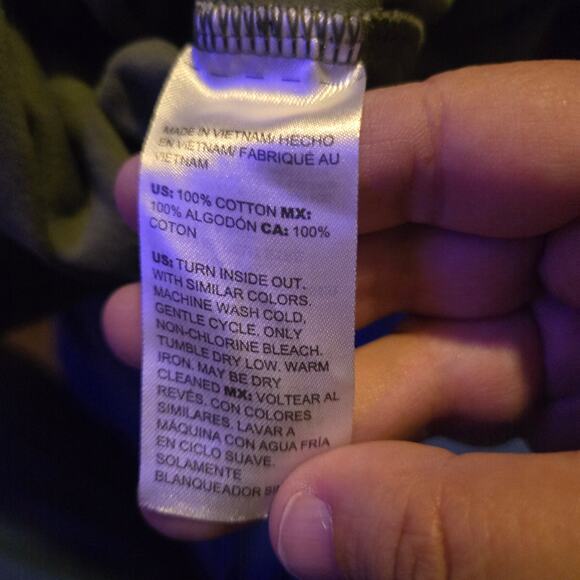 MADE IN VIETNAM/ HECHO
EN VIETNAM/ FABRIQUÉ AU
VIETNAM
US: 100% COTTON MX:
100% ALGODÓN CA: 100%
COTON
US: TURN INSIDE OUT.
WITH SIMILAR COLORS.
MACHINE WASH COLD,
GENTLE CYCLE. ONLY
NON-CHLORINE BLEACH.
TUMBLE DRY LOW. WARM
IRON. MAY BE DRY
CLEANED MX: VOLTEAR AL
REVÉS. CON COLORES
SIMILARES. LAVAR A
MÁQUINA CON AGUA FRÍA
EN CICLO SUAVE.
SOLAMENTE
BLANQUEADOR